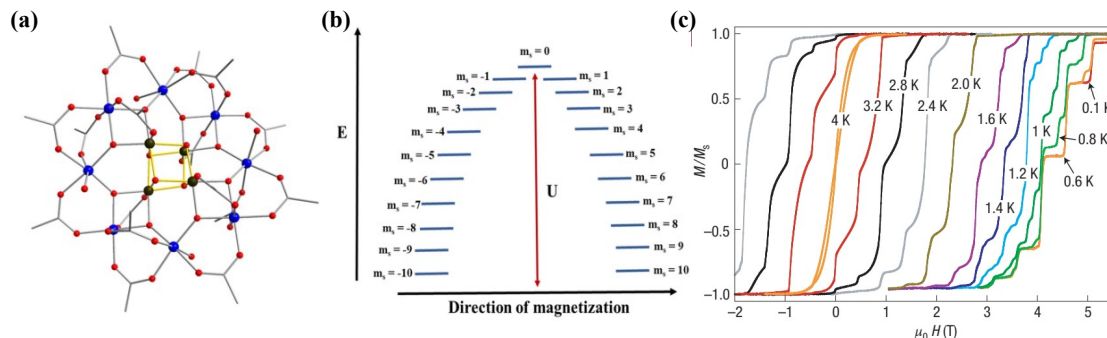 (a)
(b)
(c)
E
m_s = 0
m_s = -1
m_s = 1
m_s = -2
m_s = 2
m_s = -3
m_s = 3
m_s = -4
m_s = 4
m_s = -5
m_s = 5
m_s = -6
m_s = 6
m_s = -7
m_s = 7
m_s = -8
m_s = 8
m_s = -9
m_s = 9
m_s = -10
m_s = 10
U
Direction of magnetization
M/M_s
1.0
0.5
0
-0.5
-1.0
4 K
3.2 K
2.8 K
2.4 K
2.0 K
1.6 K
1.4 K
1.2 K
1 K
0.1 K
0.8 K
0.6 K
-2
-1
0
1
2
3
4
5
μ₀ H (T)